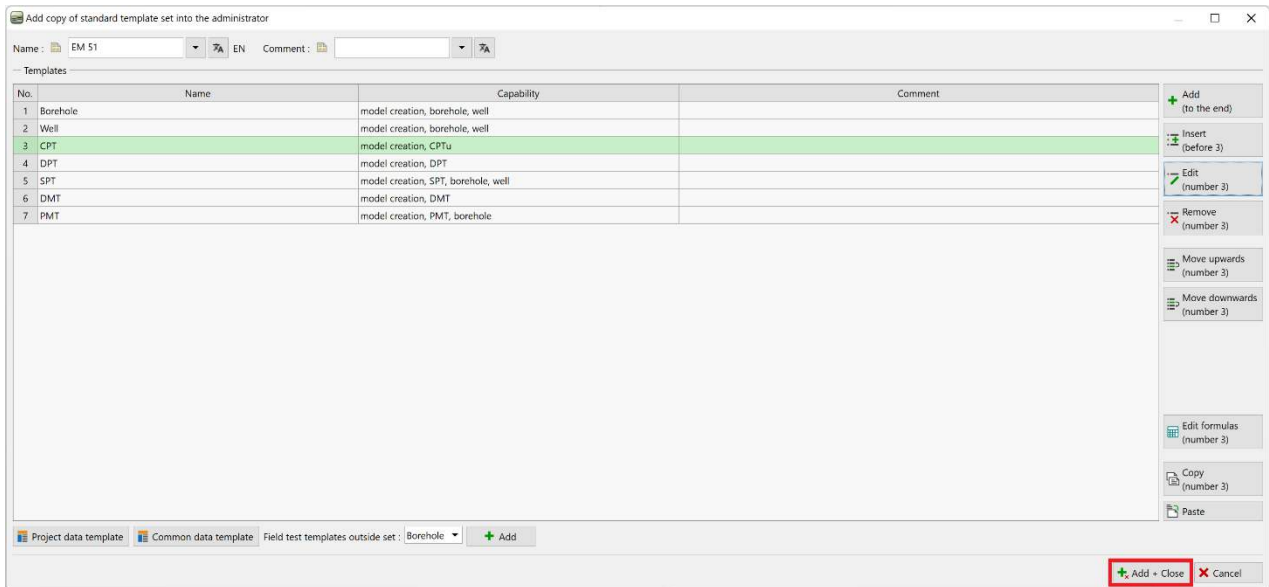 Add copy of standard template set into the administrator
Name : EM 51 EN Comment :
Templates
No. Name Capability Comment
1 Borehole model creation, borehole, well
2 Well model creation, borehole, well
3 CPT model creation, CPTu
4 DPT model creation, DPT
5 SPT model creation, SPT, borehole, well
6 DMT model creation, DMT
7 PMT model creation, PMT, borehole
Add
(to the end)
Insert
(before 3)
Edit
(number 3)
Remove
(number 3)
Move upwards
(number 3)
Move downwards
(number 3)
Edit formulas
(number 3)
Copy
(number 3)
Paste
Project data template Common data template Field test templates outside set : Borehole Add
Add + Close Cancel